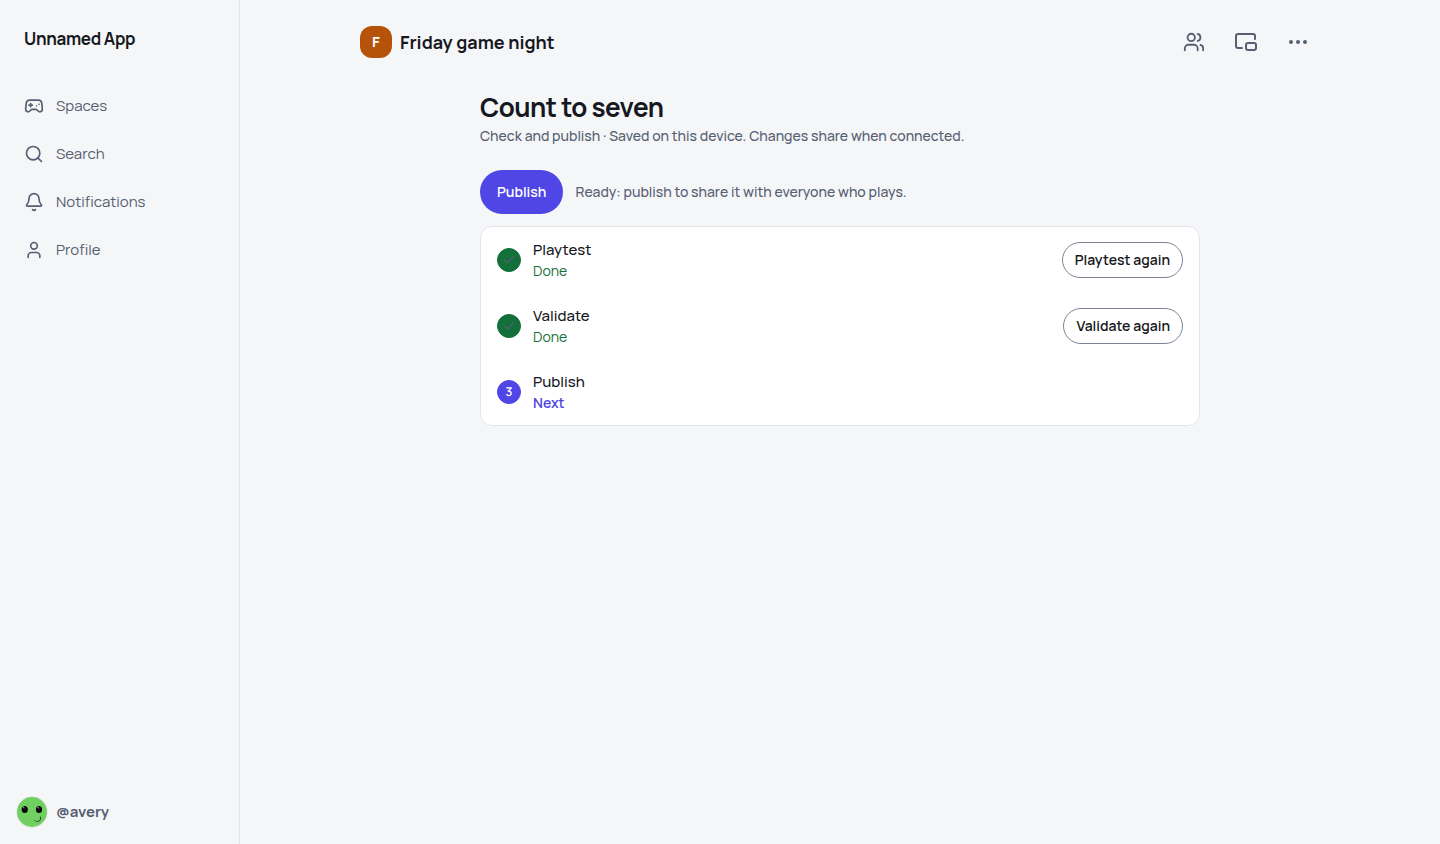 Unnamed App
Spaces
Search
Notifications
Profile
@avery
F
Friday game night
Count to seven
Check and publish · Saved on this device. Changes share when connected.
Publish
Ready: publish to share it with everyone who plays.
Playtest
Done
Playtest again
Validate
Done
Validate again
3
Publish
Next